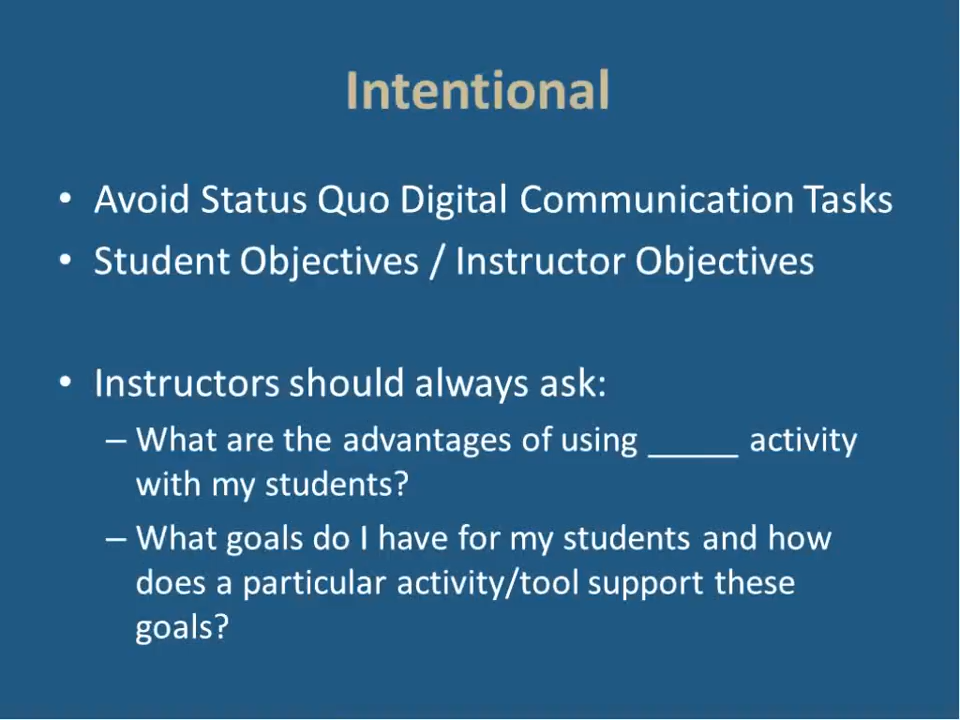 Intentional
• Avoid Status Quo Digital Communication Tasks
• Student Objectives / Instructor Objectives
• Instructors should always ask:
– What are the advantages of using _____ activity
with my students?
– What goals do I have for my students and how
does a particular activity/tool support these
goals?